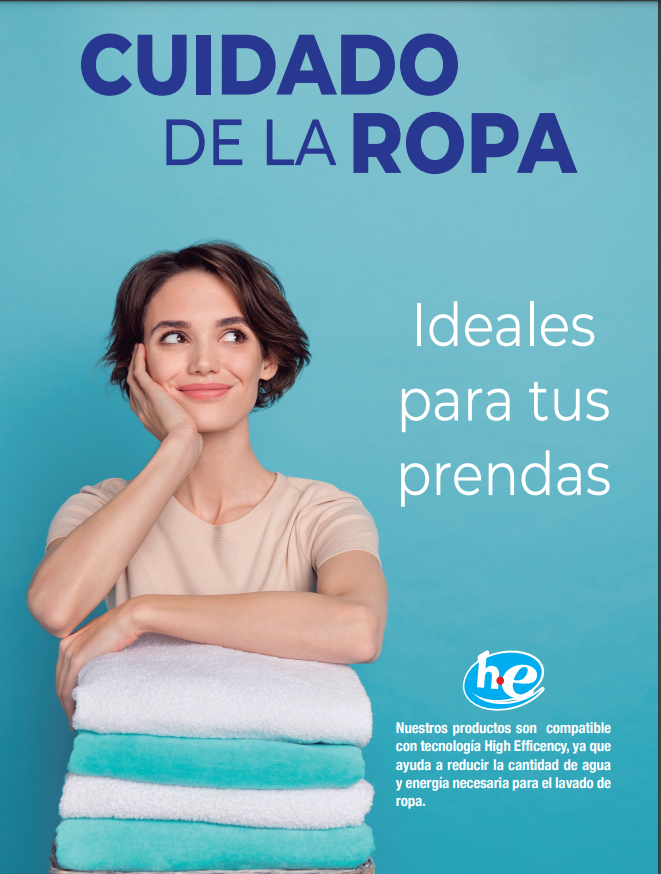 CUIDADO
DE LA ROPA
Ideales
para tus
prendas
h.e
Nuestros productos son compatible
con tecnología High Efficency, ya que
ayuda a reducir la cantidad de agua
y energía necesaria para el lavado de
ropa.